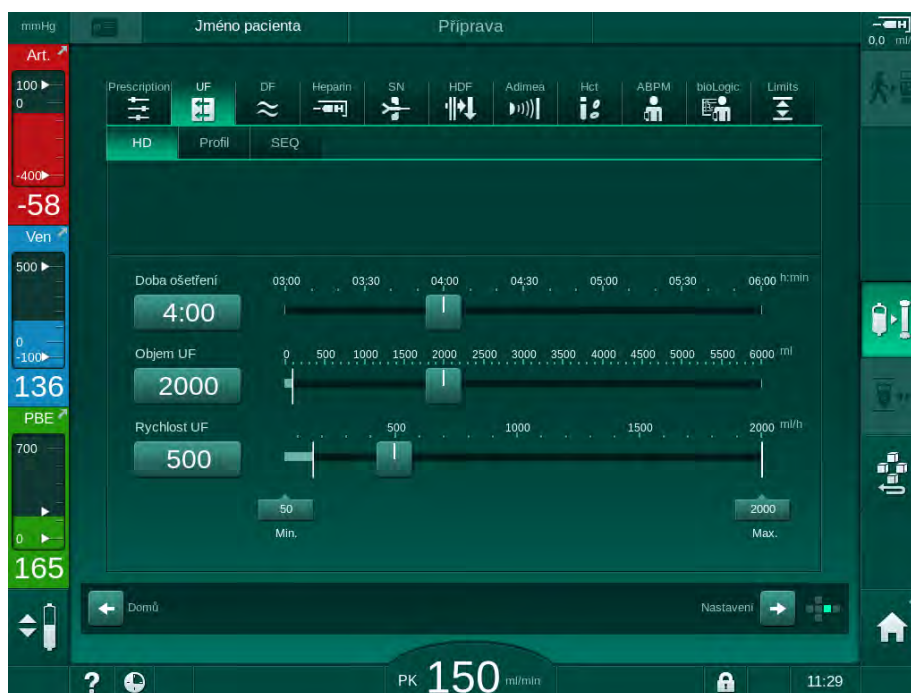 mmHg
Jméno pacienta
Příprava
0,0 ml/
Art.
100
0
-400
-58
Ven
500
0
-100
136
PBE
700
0
165
Prescription UF DF Heparin SN HDF Adimea Hct ABPM bioLogic Limits
HD Profil SEQ
Doba ošetření
03:00 03:30 04:00 04:30 05:00 05:30 06:00 h:min
4:00
Objem UF
0 500 1000 1500 2000 2500 3000 3500 4000 4500 5000 5500 6000 ml
2000
Rychlost UF
500 1000 1500 2000 ml/h
500
50 2000
Min. Max.
Domů Nastavení
? PK 150 ml/min 11:29